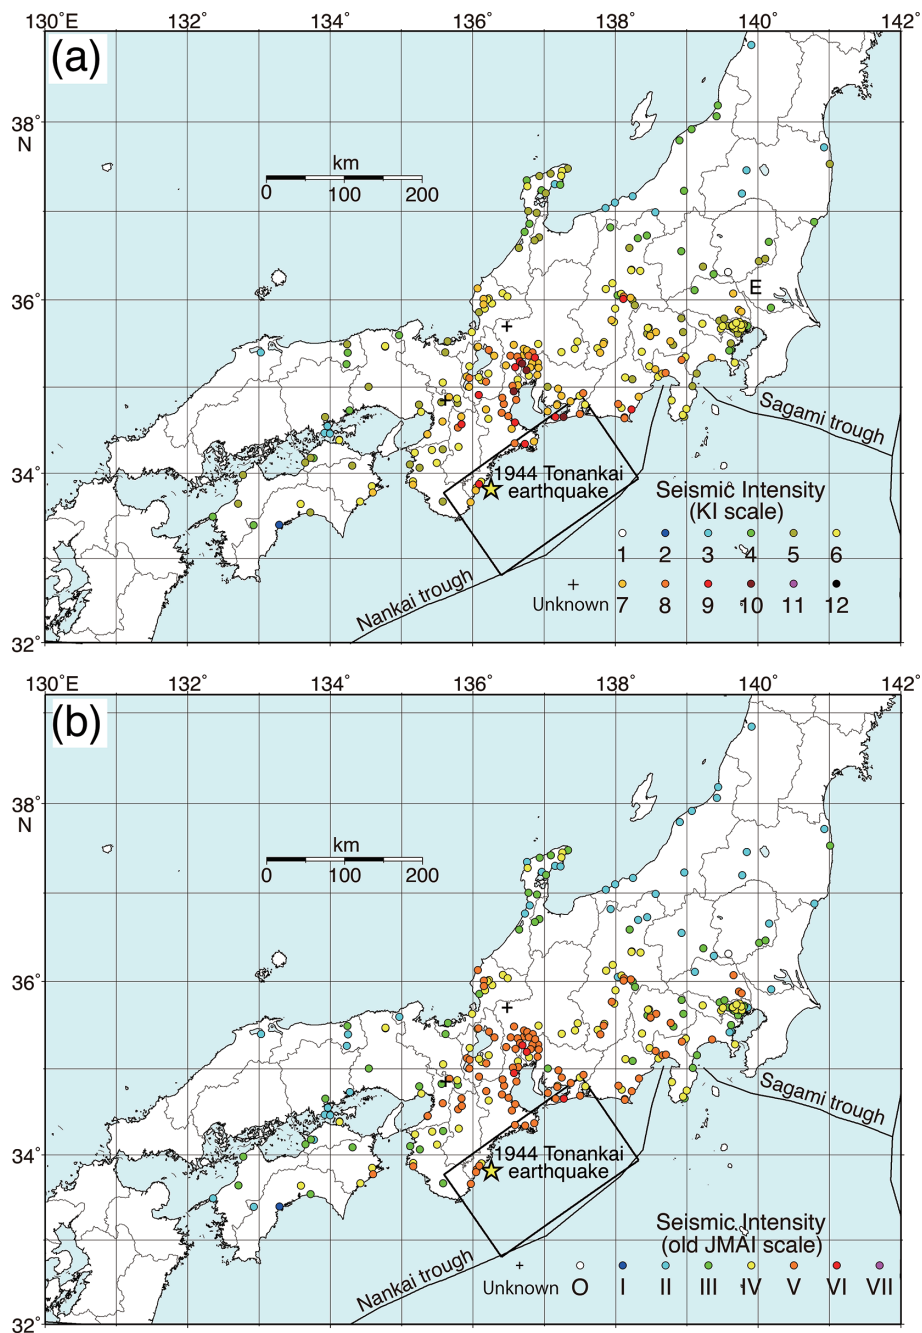 130°E 132° 134° 136° 138° 140° 142°
(a)
38°
N
km
0 100 200
36°
E
34°
32°
Sagami trough
1944 Tonankai
earthquake
Nankai trough
Seismic Intensity
(KI scale)
1 2 3 4 5 6
Unknown 7 8 9 10 11 12
130°E 132° 134° 136° 138° 140° 142°
(b)
38°
N
km
0 100 200
36°
34°
32°
Sagami trough
1944 Tonankai
earthquake
Nankai trough
Seismic Intensity
(old JMAI scale)
Unknown O I II III IV V VI VII